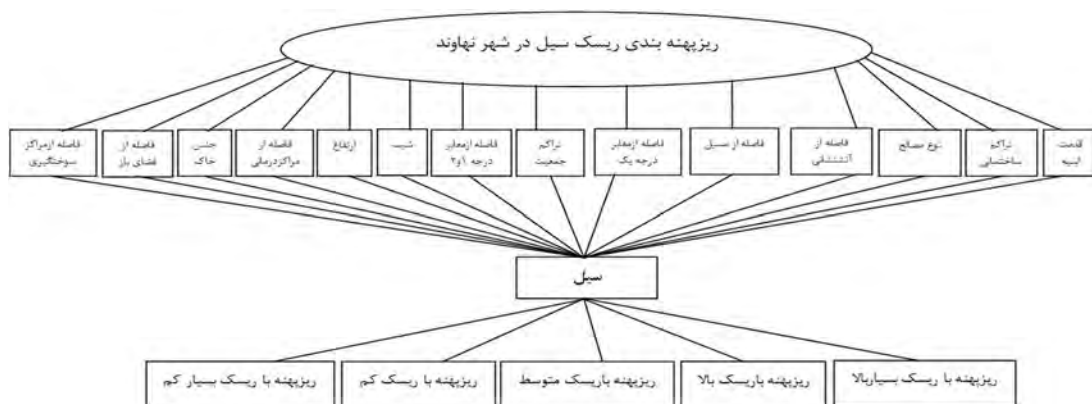 ریزپهنه بندی ریسک سیل در شهر نهاوند
قدمت
ابنیه
تراکم
ساختمانی
نوع مصالح
فاصله از
آتشنشانی
فاصله از مسیل
فاصله ازمعابر
درجه یک
تراکم
جمعیت
فاصله ازمعابر
درجه ۲و۳
شیب
ارتفاع
فاصله از
مراکزدرمانی
جنس
خاک
فاصله از
فضای باز
فاصله ازمراکز
سوختگیری
سیل
ریزپهنه با ریسک بسیاربالا
ریزپهنه باریسک بالا
ریزپهنه باریسک متوسط
ریزپهنه با ریسک کم
ریزپهنه با ریسک بسیار کم